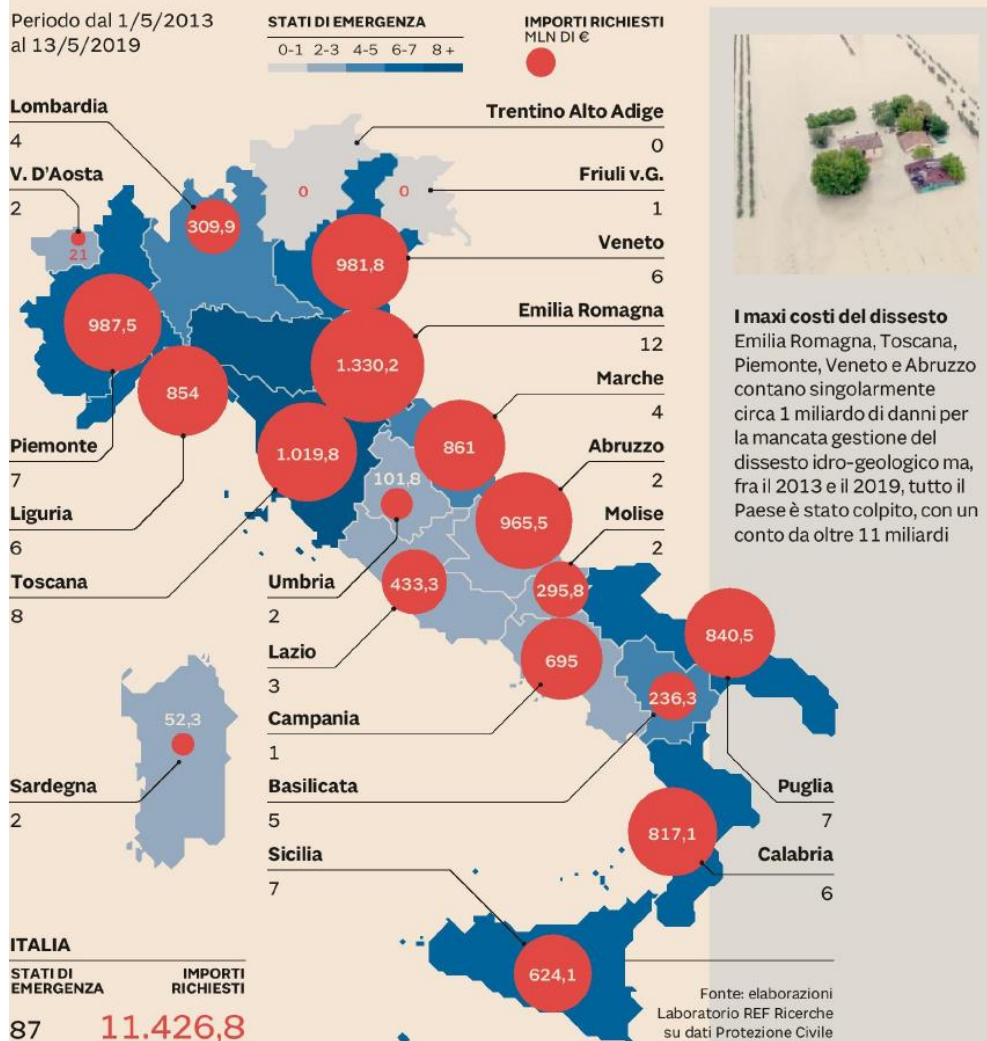 Periodo dal 1/5/2013
al 13/5/2019
STATI DI EMERGENZA
0-1 2-3 4-5 6-7 8 +
IMPORTI RICHIESTI
MLN DI €
Lombardia
4
V. D'Aosta
2
Trentino Alto Adige
0
Friuli v.G.
1
Veneto
6
Emilia Romagna
12
Marche
4
Abruzzo
2
Molise
2
Piemonte
7
Liguria
6
Toscana
8
Umbria
2
Lazio
3
Campania
1
Basilicata
5
Sicilia
7
Sardegna
2
Puglia
7
Calabria
6
0
0
309,9
21
981,8
987,5
1.330,2
854
1.019,8
861
101,8
965,5
433,3
295,8
695
840,5
236,3
52,3
817,1
624,1
I maxi costi del dissesto
Emilia Romagna, Toscana,
Piemonte, Veneto e Abruzzo
contano singolarmente
circa 1 miliardo di danni per
la mancata gestione del
dissesto idro-geologico ma,
fra il 2013 e il 2019, tutto il
Paese è stato colpito, con un
conto da oltre 11 miliardi
ITALIA
STATI DI
EMERGENZA
87
IMPORTI
RICHIESTI
11.426,8
Fonte: elaborazioni
Laboratorio REF Ricerche
su dati Protezione Civile